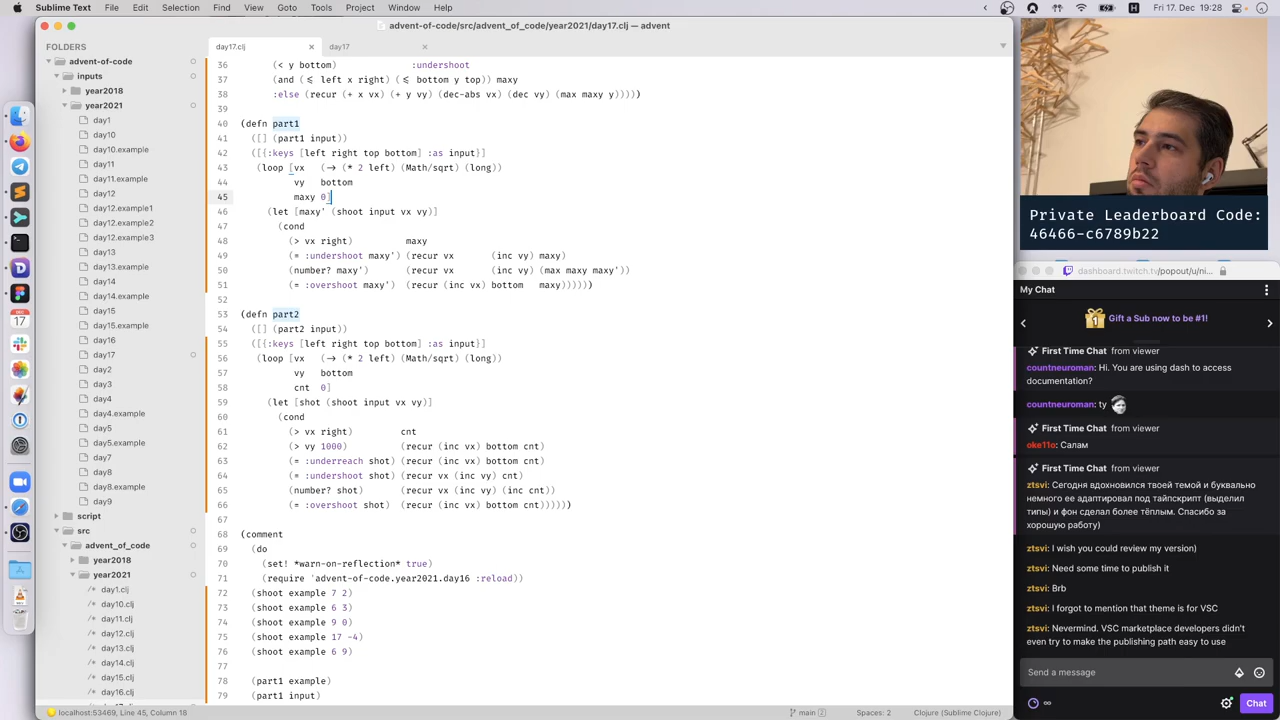 Sublime Text File Edit Selection Find View Goto Tools Project Window Help
Fri 17. Dec 19:28
advent-of-code/src/advent_of_code/year2021/day17.clj — advent
FOLDERS
advent-of-code
inputs
year2018
year2021
day1
day10
day10.example
day11
day11.example
day12
day12.example1
day12.example2
day12.example3
day13
day13.example
day14
day14.example
day15
day15.example
day16
day17
day2
day3
day4
day4.example
day5
day5.example
day7
day8
day8.example
day9
script
src
advent_of_code
year2018
year2021
/* day1.clj
/* day10.clj
/* day11.clj
/* day12.clj
/* day13.clj
/* day14.clj
/* day15.clj
/* day16.clj
day17.clj
day17
36 (< y bottom) :undershoot
37 (and (<= left x right) (<= bottom y top)) maxy
38 :else (recur (+ x vx) (+ y vy) (dec-abs vx) (dec vy) (max maxy y)))))
39
40 (defn part1
41 ([] (part1 input))
42 ([{:keys [left right top bottom] :as input}]
43 (loop [vx (-> (* 2 left) (Math/sqrt) (long))
44 vy bottom
45 maxy 0]
46 (let [maxy' (shoot input vx vy)]
47 (cond
48 (> vx right) maxy
49 (= :undershoot maxy') (recur vx (inc vy) maxy)
50 (number? maxy') (recur vx (inc vy) (max maxy maxy'))
51 (= :overshoot maxy') (recur (inc vx) bottom maxy))))))
52
53 (defn part2
54 ([] (part2 input))
55 ([{:keys [left right top bottom] :as input}]
56 (loop [vx (-> (* 2 left) (Math/sqrt) (long))
57 vy bottom
58 cnt 0]
59 (let [shot (shoot input vx vy)]
60 (cond
61 (> vx right) cnt
62 (> vy 1000) (recur (inc vx) bottom cnt)
63 (= :underreach shot) (recur (inc vx) bottom cnt)
64 (= :undershoot shot) (recur vx (inc vy) cnt)
65 (number? shot) (recur vx (inc vy) (inc cnt))
66 (= :overshoot shot) (recur (inc vx) bottom cnt))))))
67
68 (comment
69 (do
70 (set! *warn-on-reflection* true)
71 (require 'advent-of-code.year2021.day16 :reload))
72 (shoot example 7 2)
73 (shoot example 6 3)
74 (shoot example 9 0)
75 (shoot example 17 -4)
76 (shoot example 6 9)
77
78 (part1 example)
79 (part1 input)
localhost:53469, Line 45, Column 18
main 2
Spaces: 2
Clojure (Sublime Clojure)
DEC
17
Private Leaderboard Code:
46466-c6789b22
dashboard.twitch.tv/popout/u/ni...
My Chat
1 Gift a Sub now to be #1!
First Time Chat from viewer
countneuroman: Hi. You are using dash to access
documentation?
countneuroman: ty
First Time Chat from viewer
oke11o: Салам
First Time Chat from viewer
ztsvi: Сегодня вдохновился твоей темой и буквально
немного ее адаптировал под тайпскрипт (выделил
типы) и фон сделал более тёплым. Спасибо за
хорошую работу)
ztsvi: I wish you could review my version)
ztsvi: Need some time to publish it
ztsvi: Brb
ztsvi: I forgot to mention that theme is for VSC
ztsvi: Nevermind. VSC marketplace developers didn't
even try to make the publishing path easy to use
Send a message
Chat